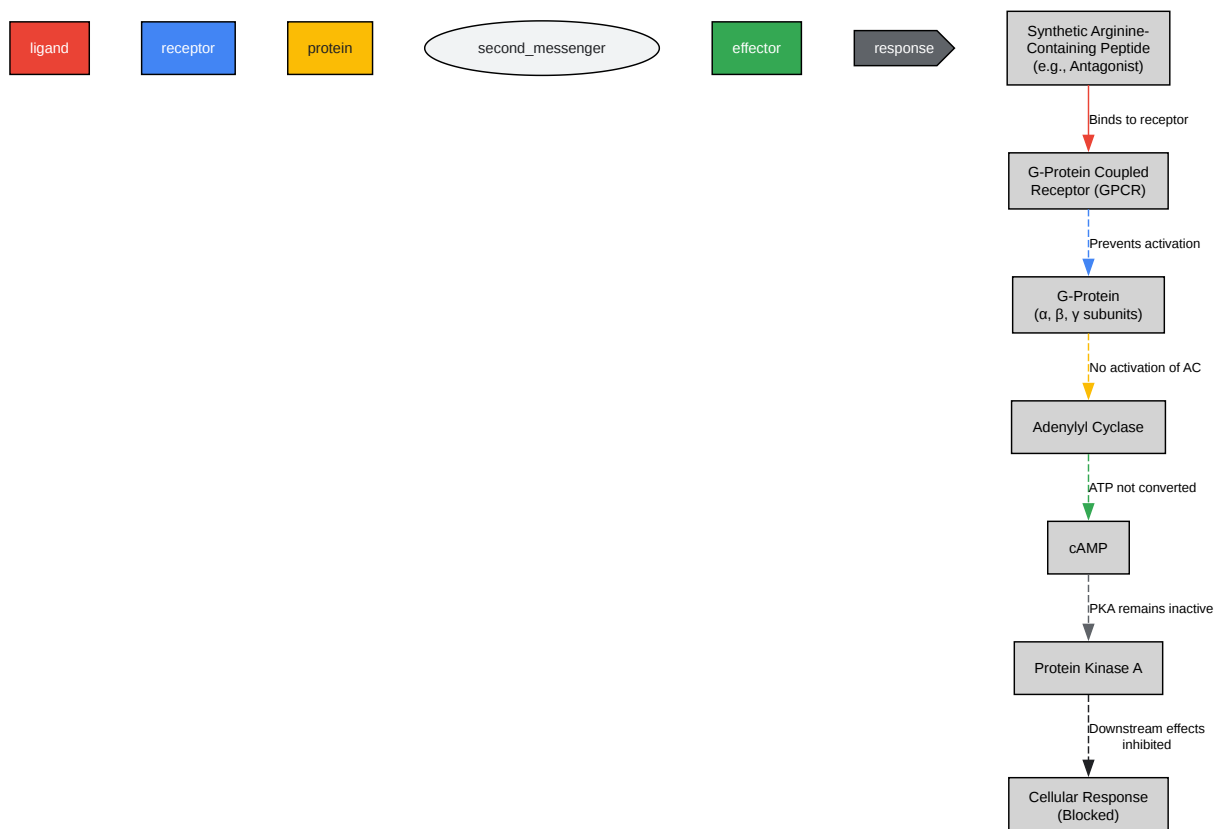 ligand
receptor
protein
second_messenger
effector
response
Synthetic Arginine-
Containing Peptide
(e.g., Antagonist)
Binds to receptor
G-Protein Coupled
Receptor (GPCR)
Prevents activation
G-Protein
(α, β, γ subunits)
No activation of AC
Adenylyl Cyclase
ATP not converted
cAMP
PKA remains inactive
Protein Kinase A
Downstream effects
inhibited
Cellular Response
(Blocked)